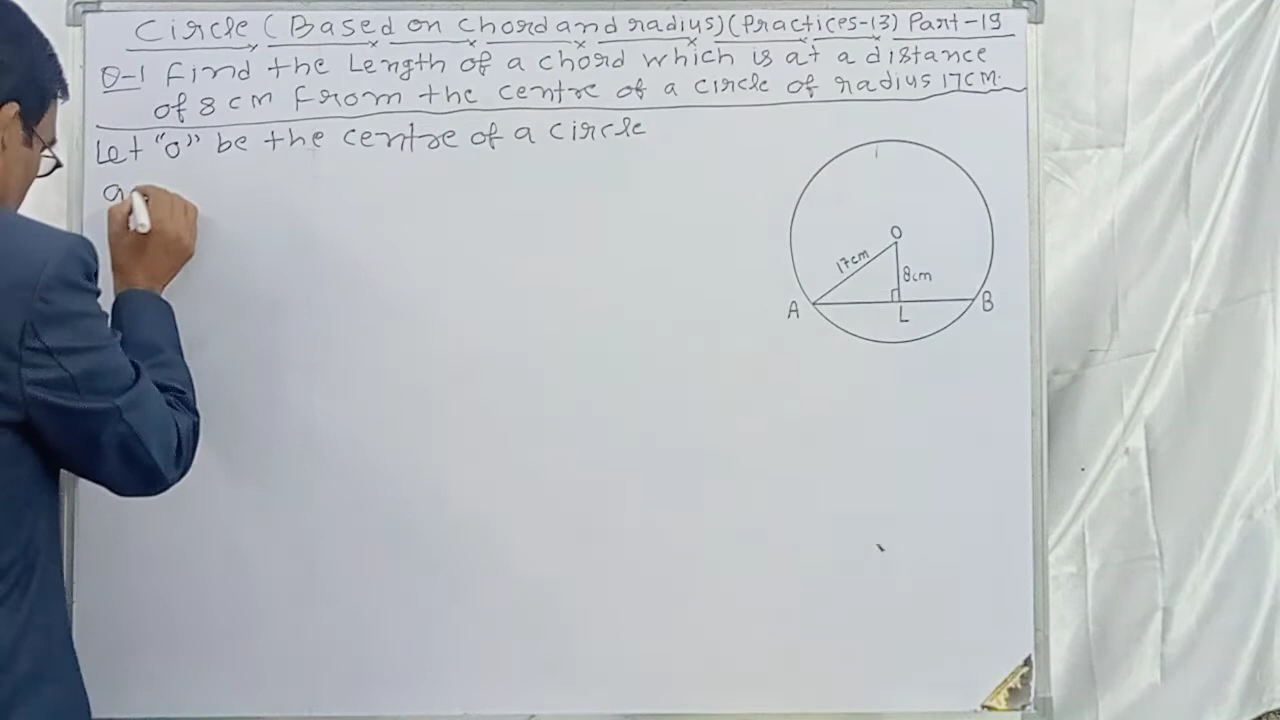 Circle (Based on chord and radius) (Practices-13) Part-19
Q-1 Find the Length of a chord which is at a distance
of 8 cm From the centre of a circle of radius 17cm.
Let "O" be the centre of a circle
a
O
17cm
8cm
A
L
B